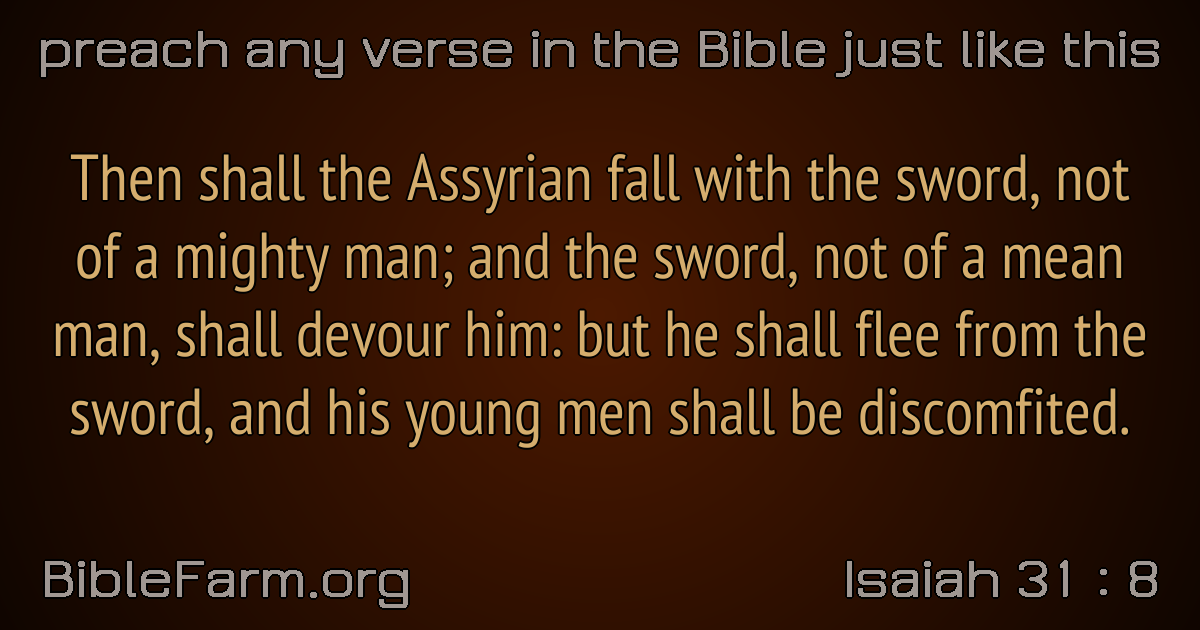 preach any verse in the Bible just like this
Then shall the Assyrian fall with the sword, not
of a mighty man; and the sword, not of a mean
man, shall devour him: but he shall flee from the
sword, and his young men shall be discomfited.
BibleFarm.org
Isaiah 31 : 8